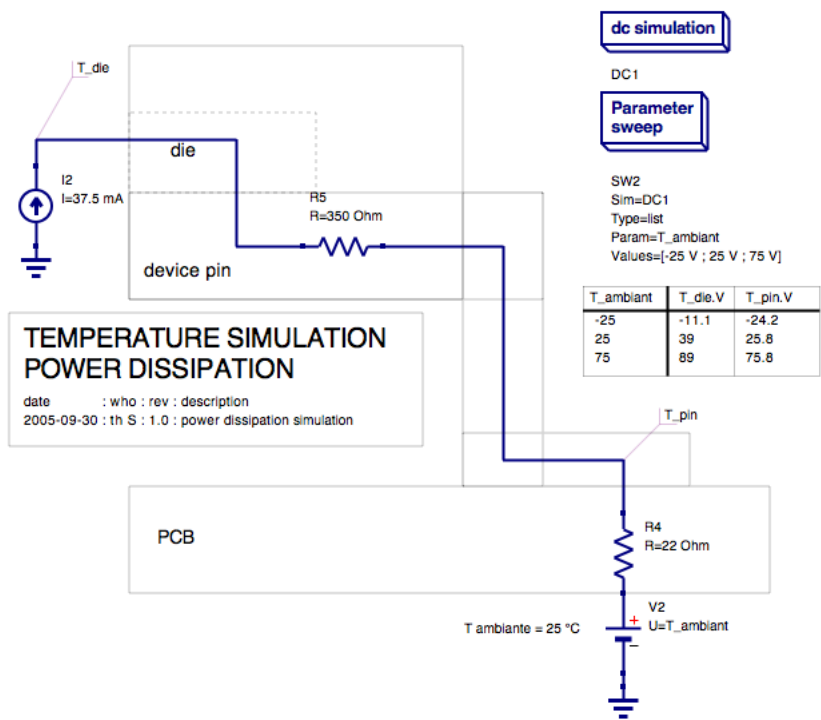 dc simulation
DC1
Parameter
sweep
SW2
Sim=DC1
Type=list
Param=T_ambiant
Values=[-25 V ; 25 V ; 75 V]
T_ambiant T_die.V T_pin.V
-25 -11.1 -24.2
25 39 25.8
75 89 75.8
T_die
die
I2
I=37.5 mA
R5
R=350 Ohm
device pin
TEMPERATURE SIMULATION
POWER DISSIPATION
date : who : rev : description
2005-09-30 : th S : 1.0 : power dissipation simulation
T_pin
PCB
R4
R=22 Ohm
V2
U=T_ambiant
T ambiante = 25 °C
+
−